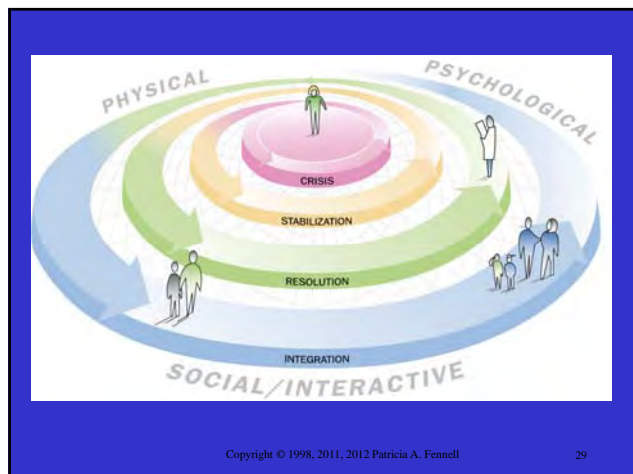 PHYSICAL
PSYCHOLOGICAL
CRISIS
STABILIZATION
RESOLUTION
INTEGRATION
SOCIAL/INTERACTIVE
Copyright © 1998, 2011, 2012 Patricia A. Fennell
29